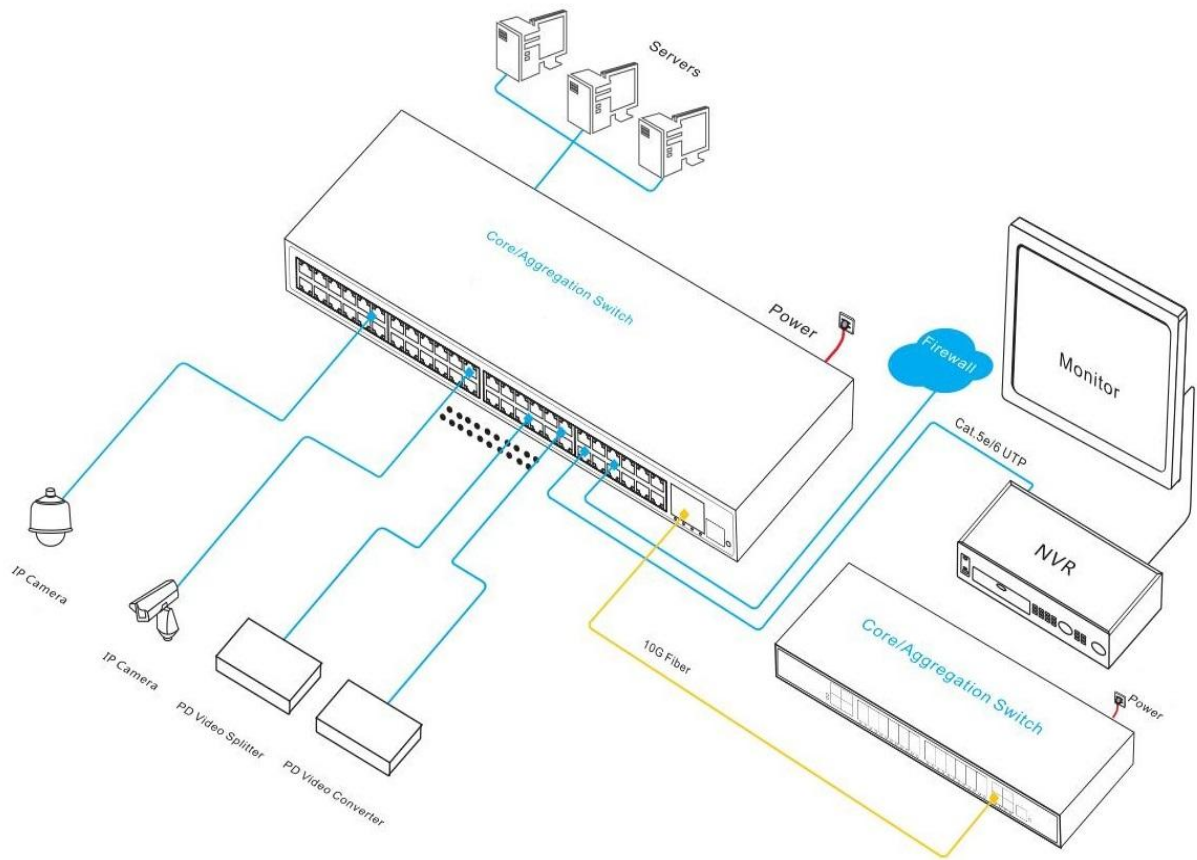 Servers
Core/Aggregation Switch
Power
Firewall
Monitor
Cat.5e/6 UTP
NVR
IP Camera
IP Camera
PD Video Splitter
PD Video Converter
10G Fiber
Core/Aggregation Switch
Power